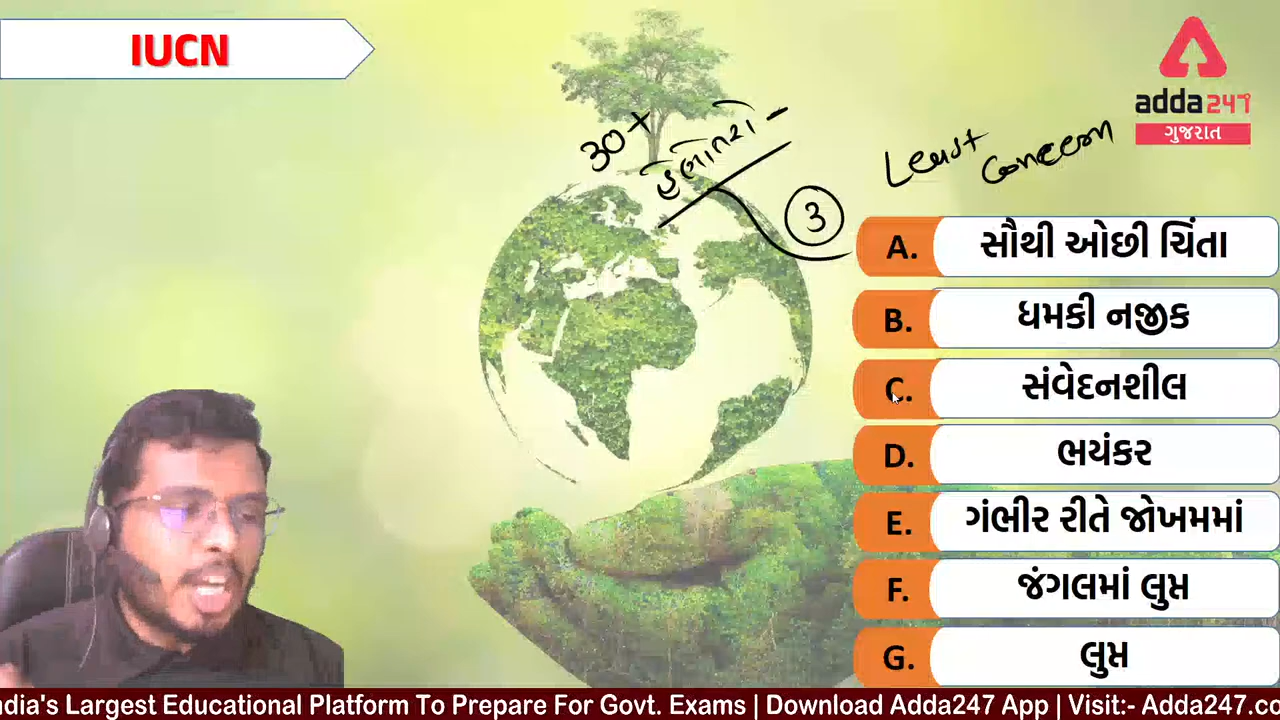 IUCN
adda247
ગુજરાત
30+
Least
Concern
3
A. સૌથી ઓછી ચિંતા
B. ધમકી નજીક
C. સંવેદનશીલ
D. ભયંકર
E. ગંભીર રીતે જોખમમાં
F. જંગલમાં લુપ્ત
G. લુપ્ત
ndia's Largest Educational Platform To Prepare For Govt. Exams | Download Adda247 App | Visit:- Adda247.co